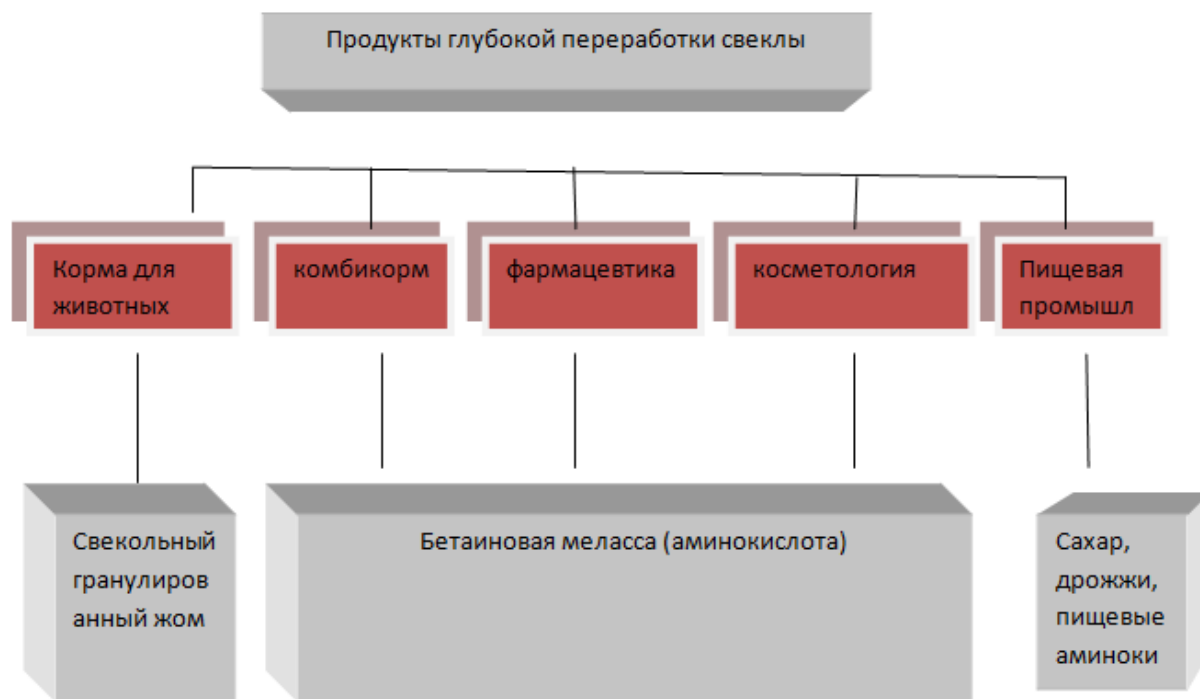 Продукты глубокой переработки свеклы
Корма для
животных
комбикорм
фармацевтика
косметология
Пищевая
промышл
Свекольный
гранулиров
анный жом
Бетаиновая меласса (аминокислота)
Сахар,
дрожжи,
пищевые
аминоки